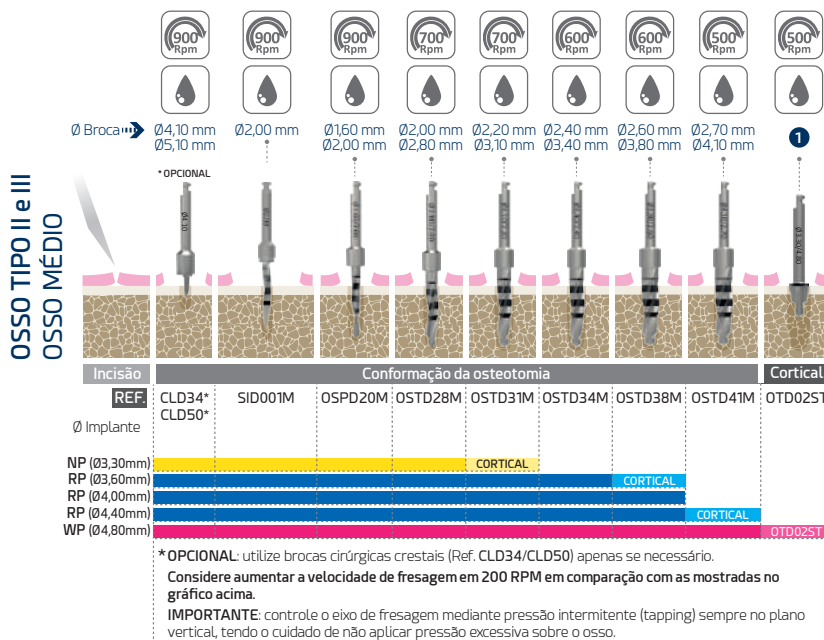 900 Rpm 900 Rpm 900 Rpm 700 Rpm 700 Rpm 600 Rpm 600 Rpm 500 Rpm 500 Rpm
Ø Broca Ø4,10 mm Ø2,00 mm Ø1,60 mm Ø2,00 mm Ø2,20 mm Ø2,40 mm Ø2,60 mm Ø2,70 mm 1
Ø5,10 mm Ø2,00 mm Ø2,80 mm Ø3,10 mm Ø3,40 mm Ø3,80 mm Ø4,10 mm
* OPCIONAL
OSSO TIPO II e III
OSSO MÉDIO
Incisão Conformação da osteotomia Cortical
REF. CLD34* SID001M OSPD20M OSTD28M OSTD31M OSTD34M OSTD38M OSTD41M OTD02ST
CLD50*
Ø Implante
NP (Ø3,30mm) CORTICAL
RP (Ø3,60mm) CORTICAL
RP (Ø4,00mm)
RP (Ø4,40mm) CORTICAL
WP (Ø4,80mm) OTD02ST
* OPCIONAL: utilize brocas cirúrgicas crestais (Ref. CLD34/CLD50) apenas se necessário.
Considere aumentar a velocidade de fresagem em 200 RPM em comparação com as mostradas no
gráfico acima.
IMPORTANTE: controle o eixo de fresagem mediante pressão intermitente (tapping) sempre no plano
vertical, tendo o cuidado de não aplicar pressão excessiva sobre o osso.